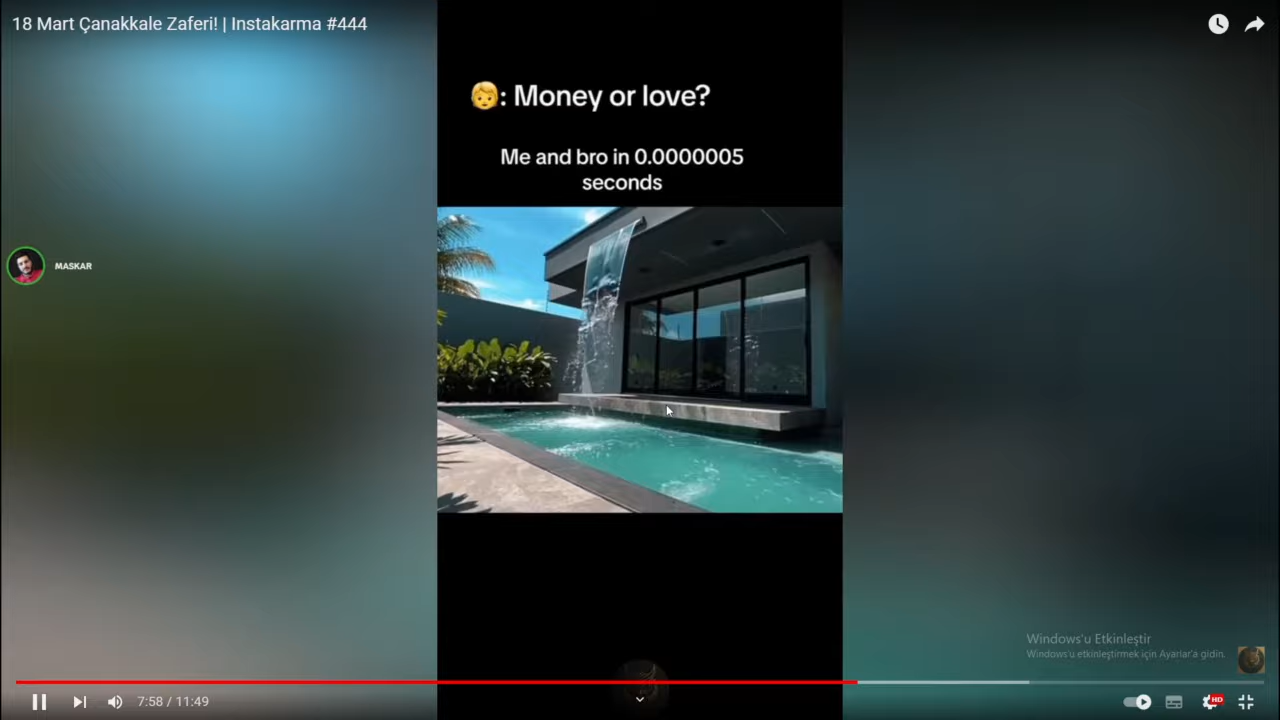 18 Mart Çanakkale Zaferi! | Instakarma #444
👱: Money or love?
Me and bro in 0.0000005
seconds
MASKAR
Windows'u Etkinleştir
Windows'u etkinleştirmek için Ayarlar'a gidin.
7:58 / 11:49
HD